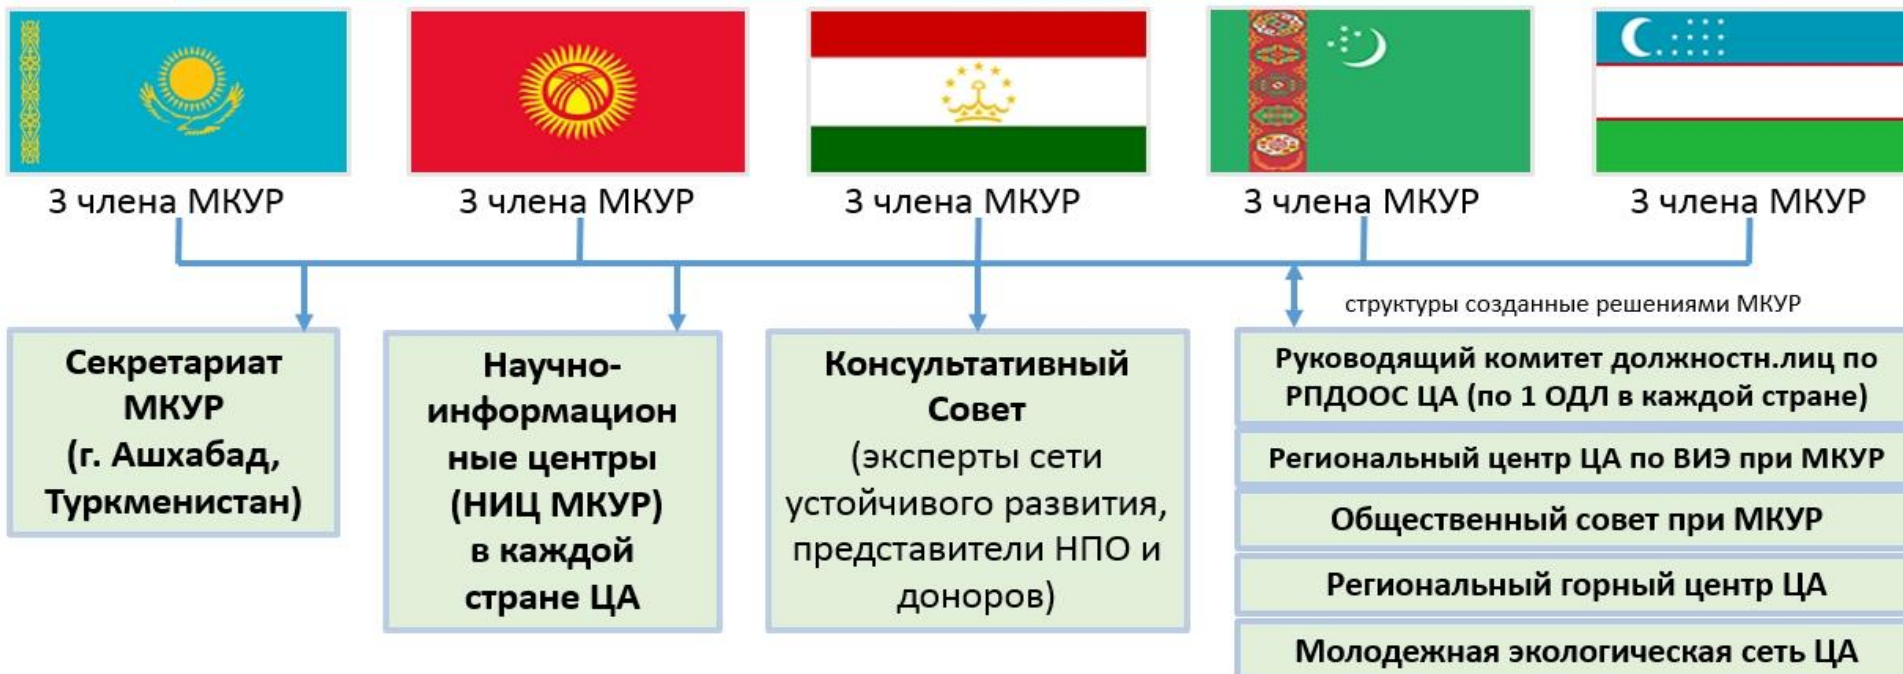 3 члена МКУР
3 члена МКУР
3 члена МКУР
3 члена МКУР
3 члена МКУР
структуры созданные решениями МКУР
Секретариат
МКУР
(г. Ашхабад,
Туркменистан)
Научно-
информацион
ные центры
(НИЦ МКУР)
в каждой
стране ЦА
Консультативный
Совет
(эксперты сети
устойчивого развития,
представители НПО и
доноров)
Руководящий комитет должностн.лиц по
РПДООС ЦА (по 1 ОДЛ в каждой стране)
Региональный центр ЦА по ВИЭ при МКУР
Общественный совет при МКУР
Региональный горный центр ЦА
Молодежная экологическая сеть ЦА